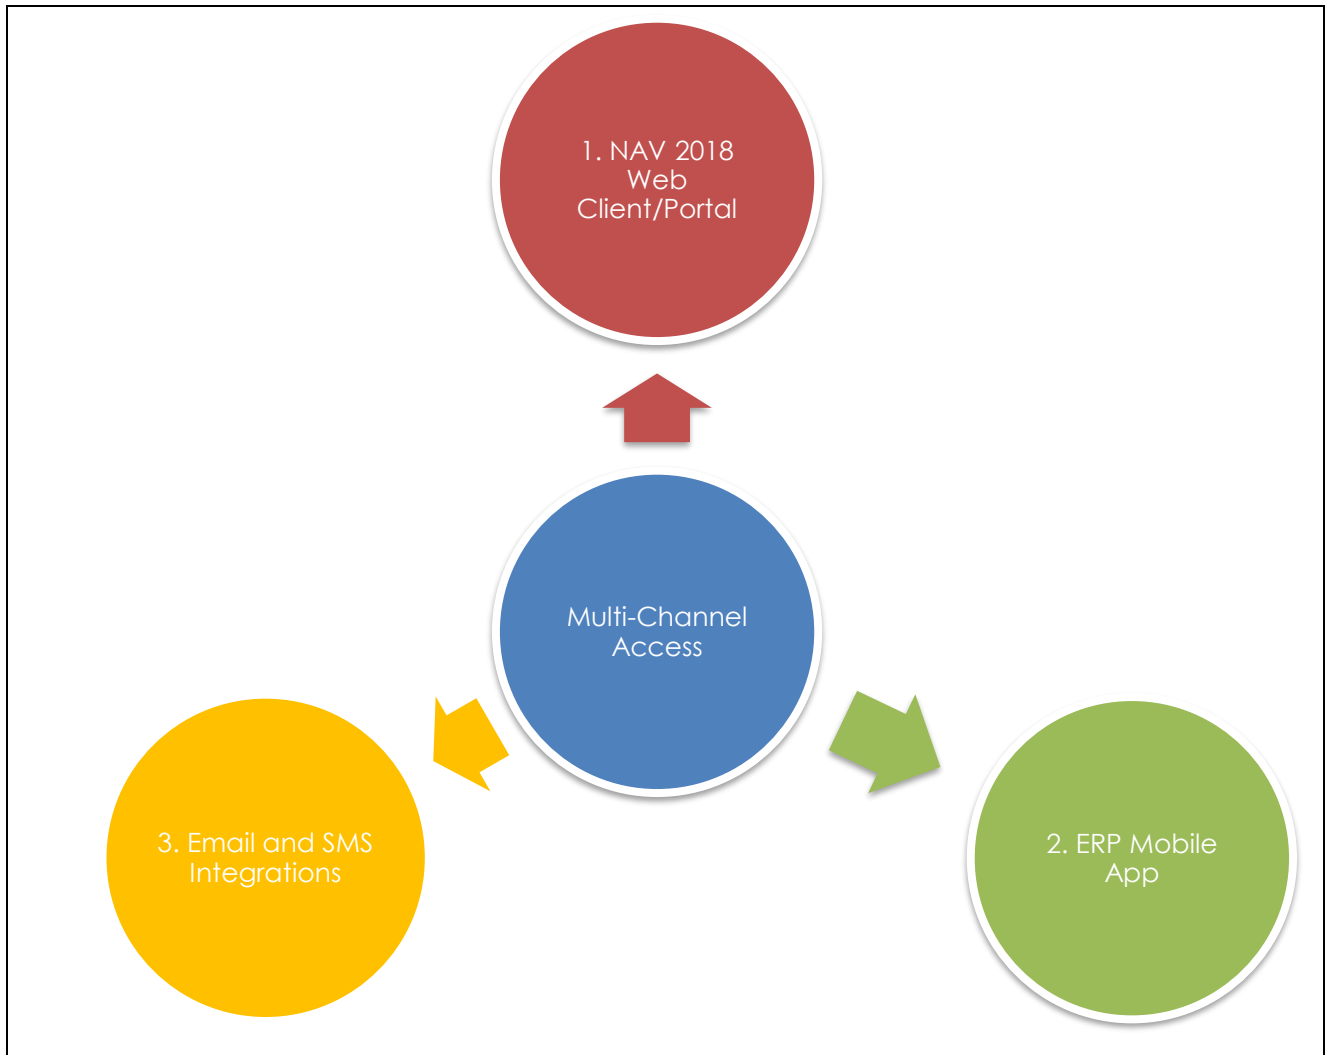 1. NAV 2018
Web
Client/Portal
Multi-Channel
Access
3. Email and SMS
Integrations
2. ERP Mobile
App